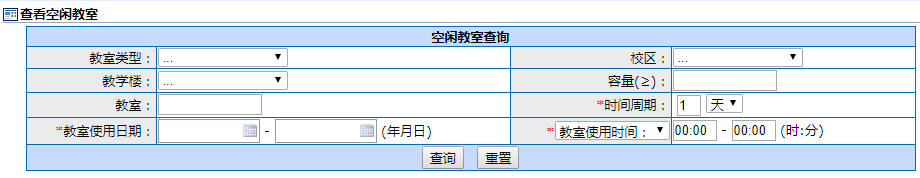 查看空闲教室
空闲教室查询
教室类型： ... 校区： ...
教学楼： ... 容量(≥)：
教室： *时间周期： 1 天
*教室使用日期： - (年月日) * 教室使用时间： 00:00 - 00:00 (时:分)
查询 重置